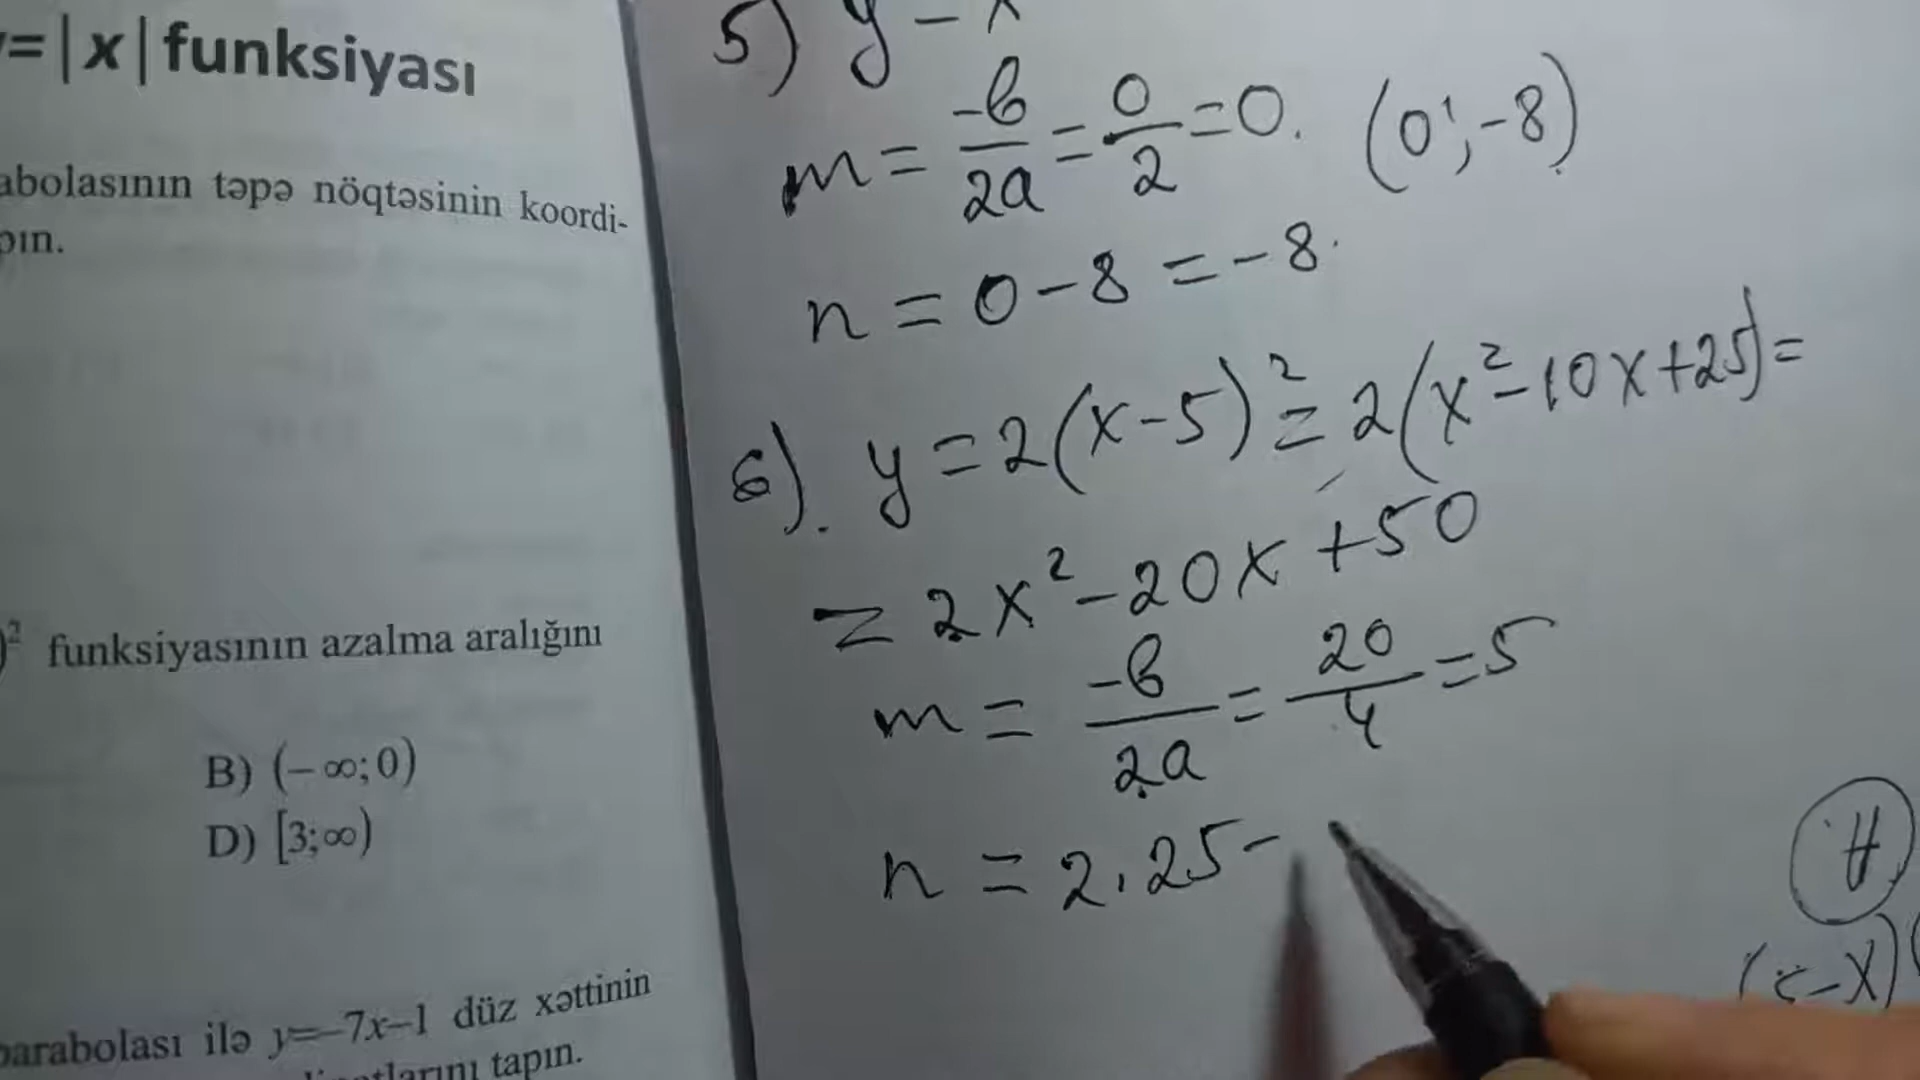 =|x| funksiyası
abolasının təpə nöqtəsinin koordi-
pın.
)² funksiyasının azalma aralığını
B) (−∞;0)
D) [3;∞)
parabolası ilə y=−7x−1 düz xəttinin
tapın.
5) y − x
m = -b/2a = 0/2 = 0. (0; -8)
n = 0 - 8 = -8.
6). y = 2(x-5)² = 2(x²-10x+25) =
= 2x² - 20x + 50
m = -b/2a = 20/4 = 5
n = 2.25 -